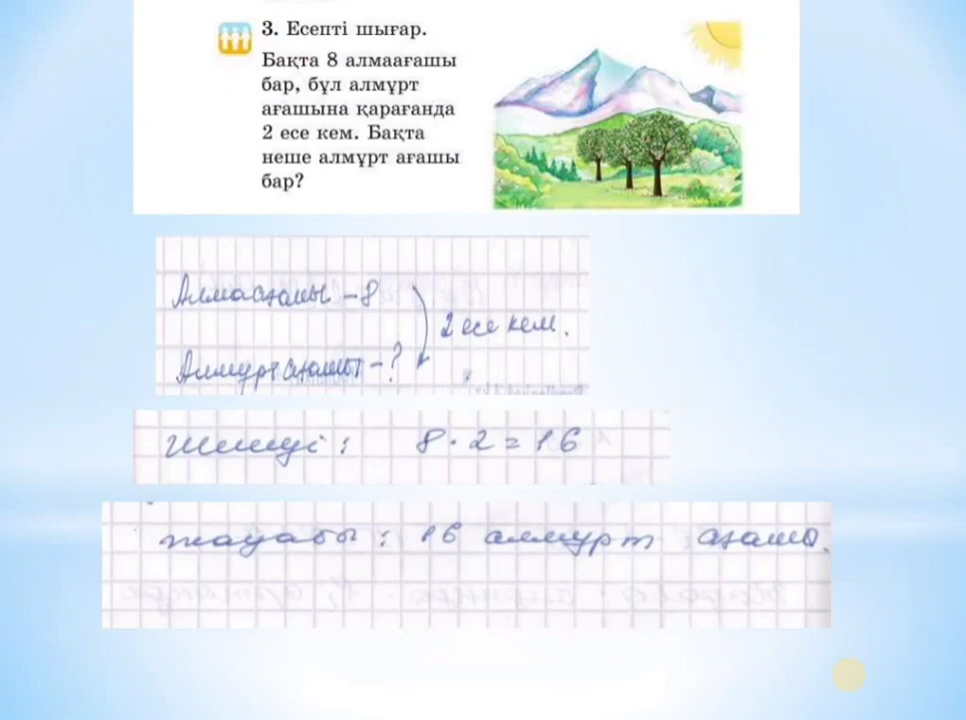 3. Есепті шығар.
Бақта 8 алмаағашы
бар, бұл алмұрт
ағашына қарағанда
2 есе кем. Бақта
неше алмұрт ағашы
бар?
Алмаағашы – 8
2 есе кем.
Алмұрт ағашы – ?
Шешуі: 8 · 2 = 16
жауабы: 16 алмұрт ағашы.